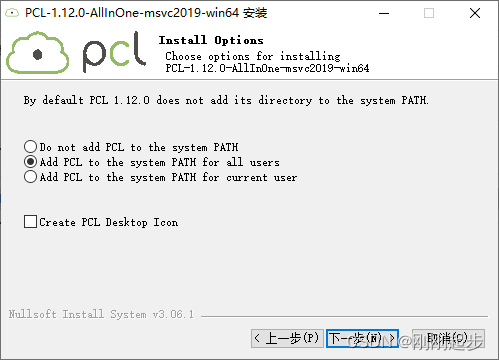 PCL-1.12.0-AllInOne-msvc2019-win64 安装
pcl
Install Options
Choose options for installing
PCL-1.12.0-AllInOne-msvc2019-win64
By default PCL 1.12.0 does not add its directory to the system PATH.
Do not add PCL to the system PATH
Add PCL to the system PATH for all users
Add PCL to the system PATH for current user
Create PCL Desktop Icon
Nullsoft Install System v3.06.1
< 上一步(P) 下一步(N) > 取消(C)
CSDN @刚刚起步